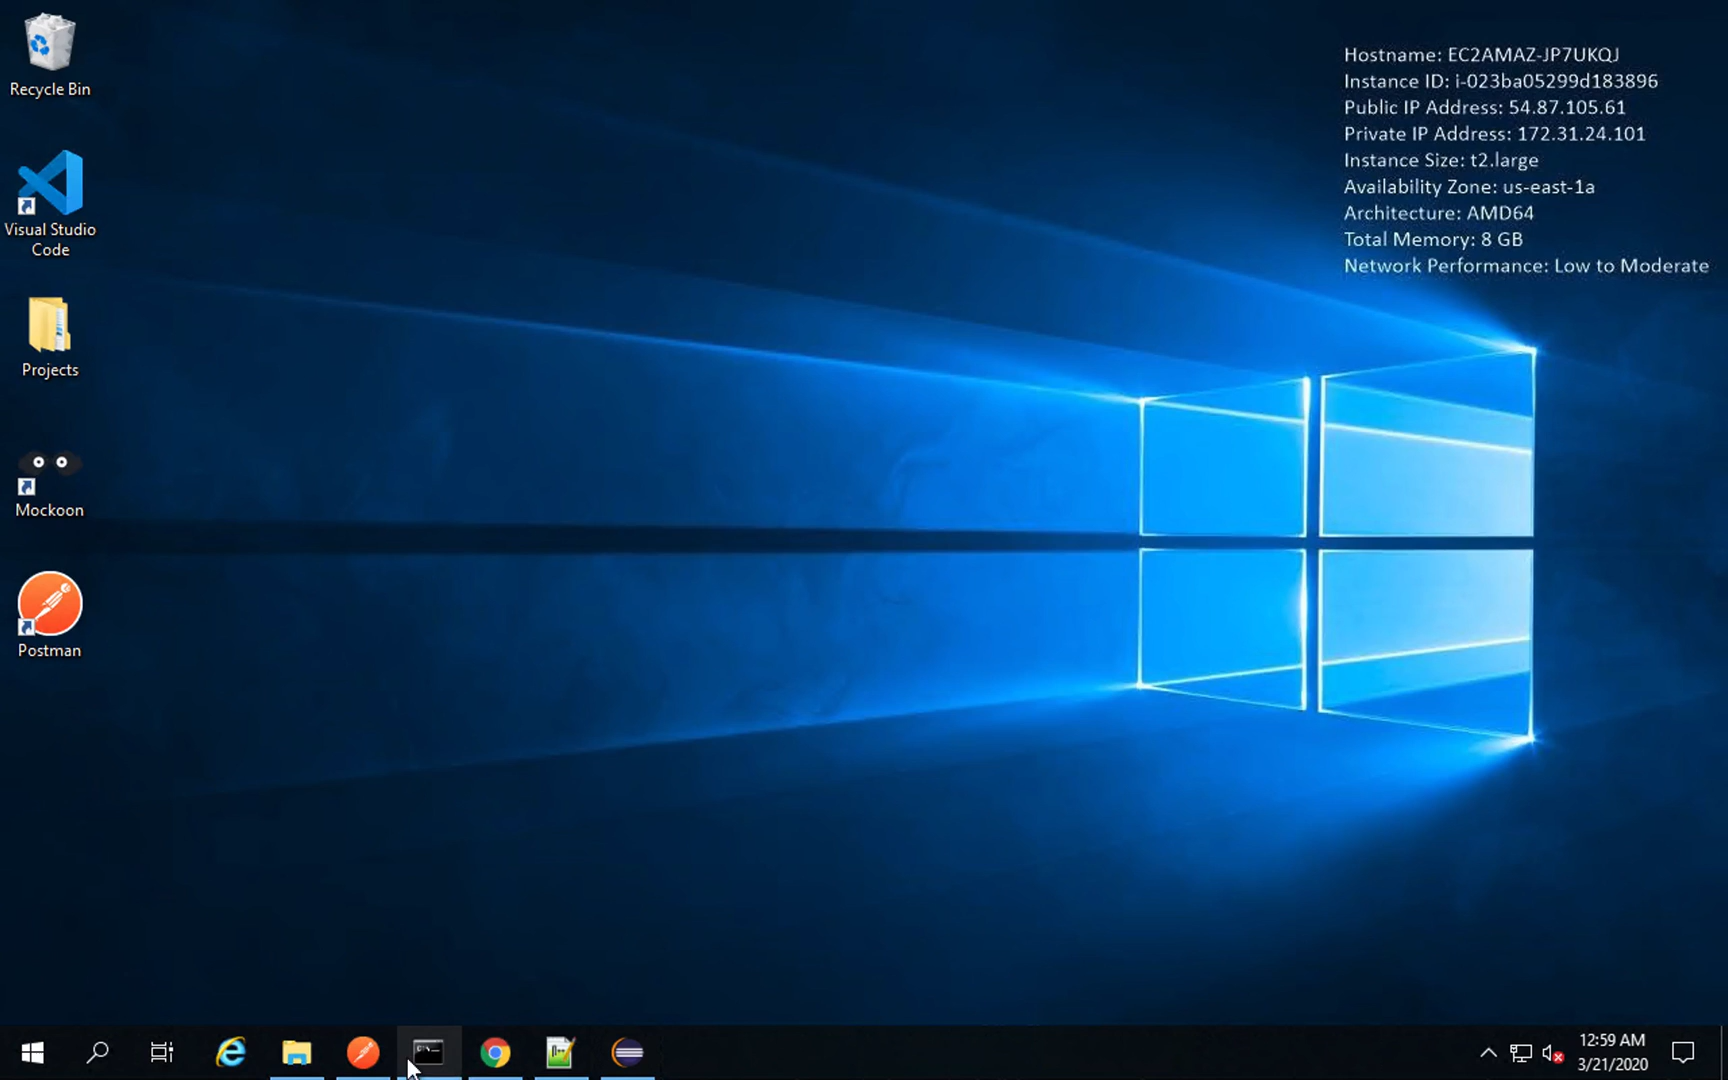 Recycle Bin
Visual Studio
Code
Projects
Mockoon
Postman
Hostname: EC2AMAZ-JP7UKQJ
Instance ID: i-023ba05299d183896
Public IP Address: 54.87.105.61
Private IP Address: 172.31.24.101
Instance Size: t2.large
Availability Zone: us-east-1a
Architecture: AMD64
Total Memory: 8 GB
Network Performance: Low to Moderate
12:59 AM
3/21/2020